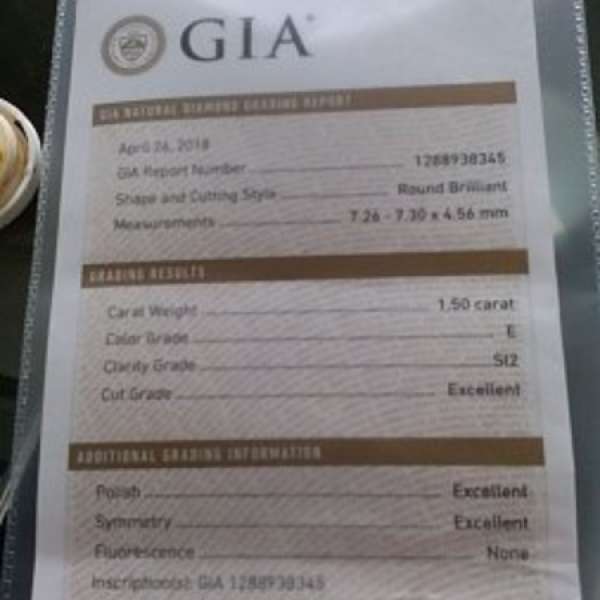 GIA®
GIA NATURAL DIAMOND GRADING REPORT
April 26, 2018
GIA Report Number 1288938345
Shape and Cutting Style Round Brilliant
Measurements 7.26 - 7.30 x 4.56 mm
GRADING RESULTS
Carat Weight 1.50 carat
Color Grade E
Clarity Grade SI2
Cut Grade Excellent
ADDITIONAL GRADING INFORMATION
Polish Excellent
Symmetry Excellent
Fluorescence None
Inscription(s): GIA 1288938345